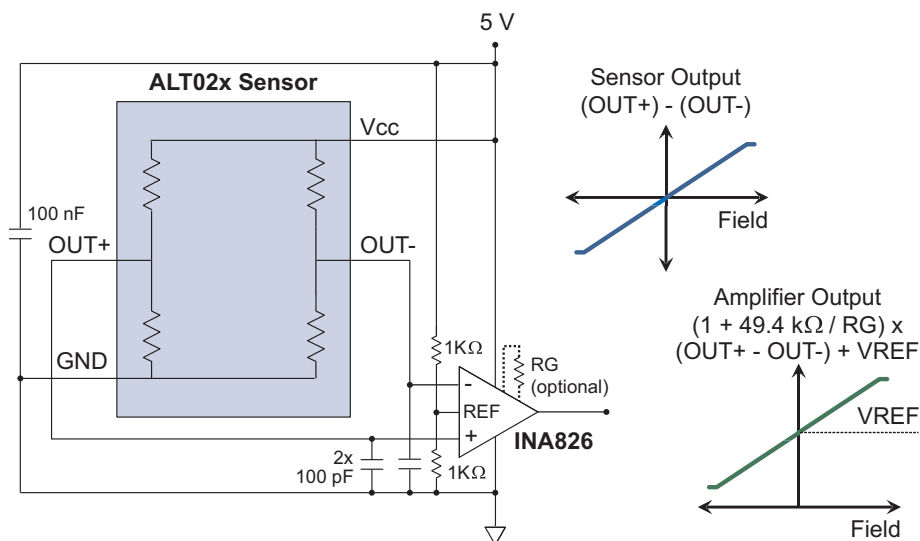 5 V
ALT02x Sensor
Vcc
100 nF
OUT+
OUT-
GND
1KΩ
RG
(optional)
-
REF
+
INA826
2x
100 pF
1KΩ
Sensor Output
(OUT+) - (OUT-)
Field
Amplifier Output
(1 + 49.4 kΩ / RG) x
(OUT+ - OUT-) + VREF
VREF
Field